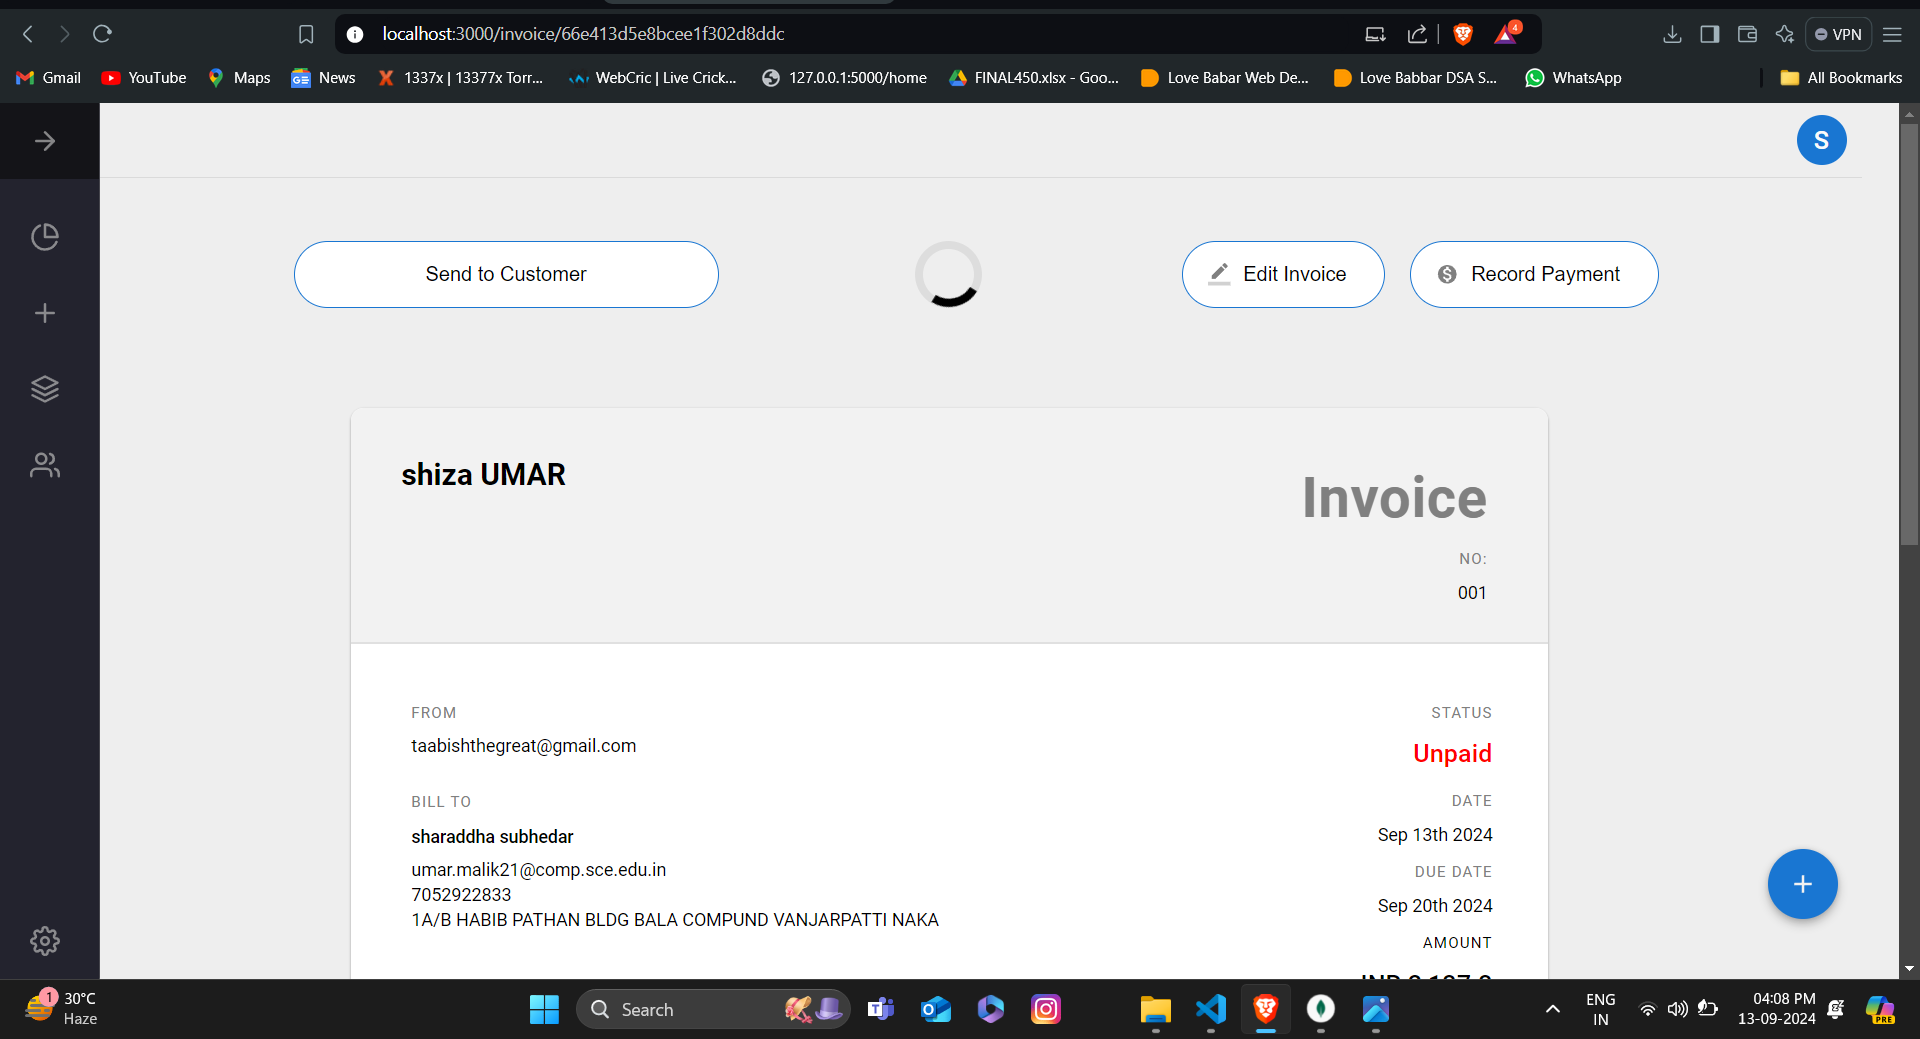 localhost:3000/invoice/66e413d5e8bcee1f302d8ddc
4
VPN
Gmail
YouTube
Maps
News
1337x | 13377x Torr...
WebCric | Live Crick...
127.0.0.1:5000/home
FINAL450.xlsx - Goo...
Love Babar Web De...
Love Babbar DSA S...
WhatsApp
All Bookmarks
S
Send to Customer
Edit Invoice
Record Payment
shiza UMAR
Invoice
NO:
001
FROM
taabishthegreat@gmail.com
STATUS
Unpaid
BILL TO
sharaddha subhedar
umar.malik21@comp.sce.edu.in
7052922833
1A/B HABIB PATHAN BLDG BALA COMPUND VANJARPATTI NAKA
DATE
Sep 13th 2024
DUE DATE
Sep 20th 2024
AMOUNT
1
30°C
Haze
Search
ENG
IN
04:08 PM
13-09-2024
PRE